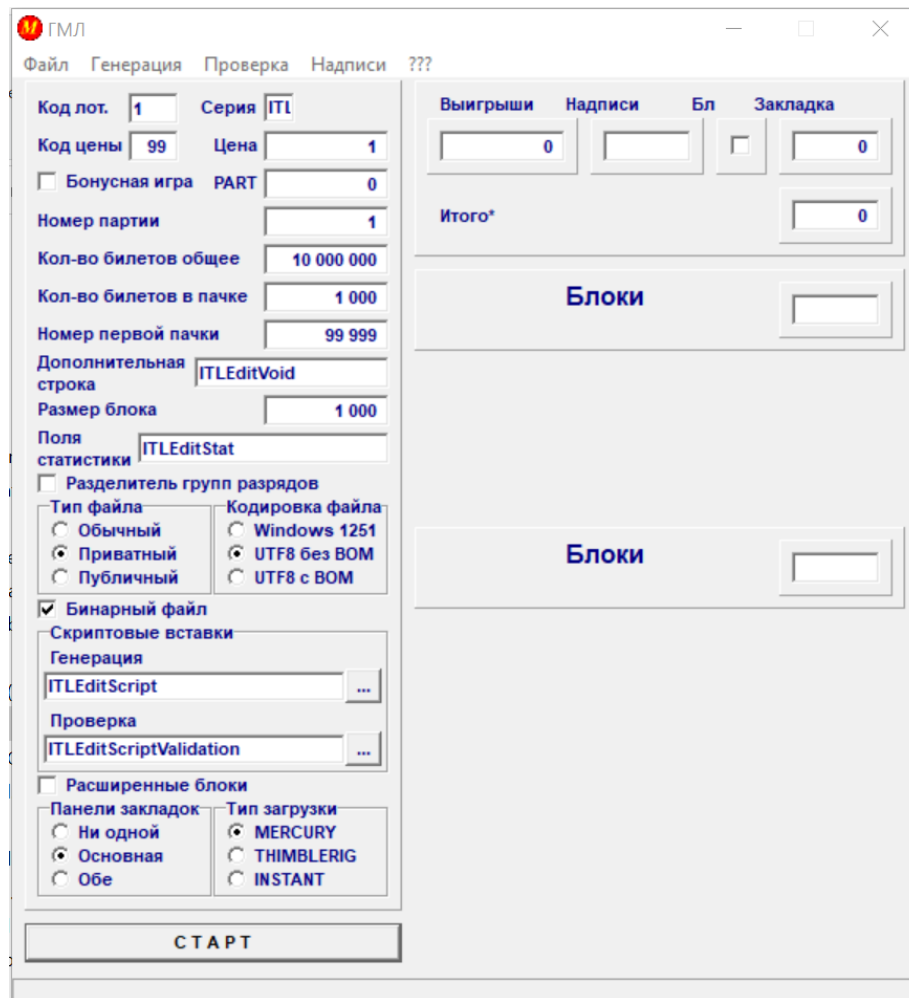 М ГМЛ
Файл Генерация Проверка Надписи ???
Код лот. 1 Серия ITL
Код цены 99 Цена 1
Бонусная игра PART 0
Номер партии 1
Кол-во билетов общее 10 000 000
Кол-во билетов в пачке 1 000
Номер первой пачки 99 999
Дополнительная
строка ITLEditVoid
Размер блока 1 000
Поля
статистики ITLEditStat
Разделитель групп разрядов
Тип файла Кодировка файла
Обычный Windows 1251
Приватный UTF8 без BOM
Публичный UTF8 с BOM
Бинарный файл
Скриптовые вставки
Генерация
ITLEditScript ...
Проверка
ITLEditScriptValidation ...
Расширенные блоки
Панели закладок Тип загрузки
Ни одной MERCURY
Основная THIMBLERIG
Обе INSTANT
СТАРТ
Выигрыши Надписи Бл Закладка
0 0
Итого* 0
Блоки
Блоки